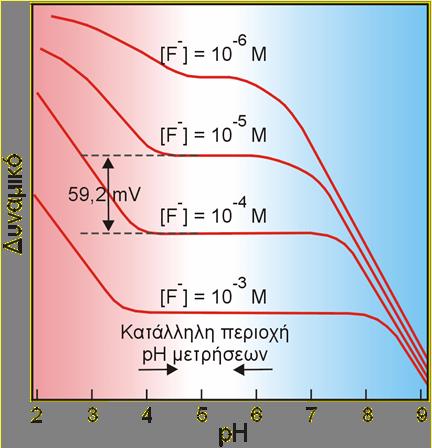 [F⁻] = 10⁻⁶ M
[F⁻] = 10⁻⁵ M
59,2 mV
[F⁻] = 10⁻⁴ M
[F⁻] = 10⁻³ M
Κατάλληλη περιοχή
pH μετρήσεων
Δυναμικό
2 3 4 5 6 7 8 9
pH